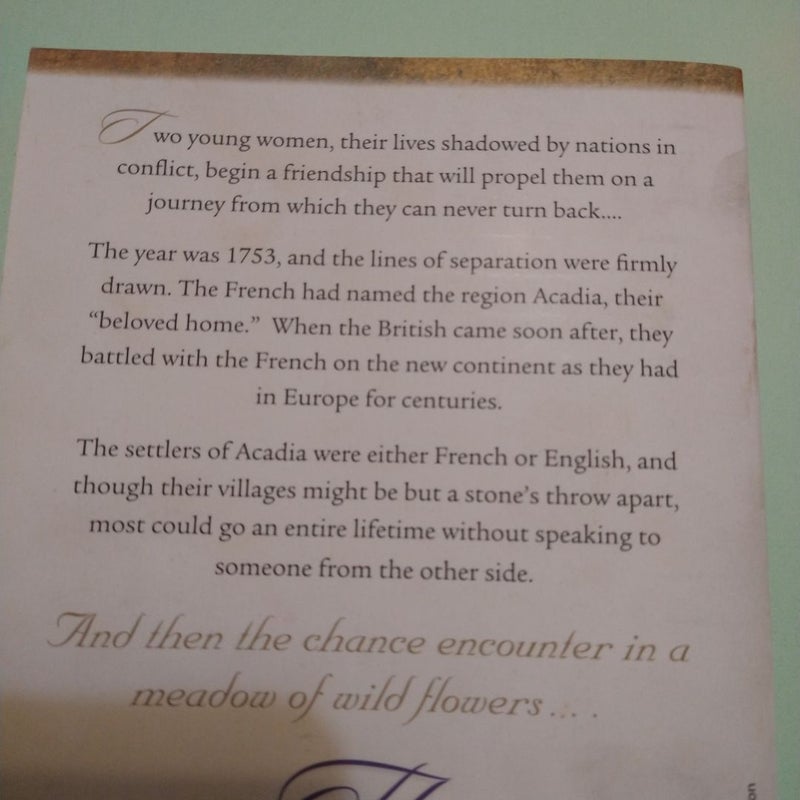 Two young women, their lives shadowed by nations in
conflict, begin a friendship that will propel them on a
journey from which they can never turn back....
The year was 1753, and the lines of separation were firmly
drawn. The French had named the region Acadia, their
“beloved home.” When the British came soon after, they
battled with the French on the new continent as they had
in Europe for centuries.
The settlers of Acadia were either French or English, and
though their villages might be but a stone’s throw apart,
most could go an entire lifetime without speaking to
someone from the other side.
And then the chance encounter in a
meadow of wild flowers... .